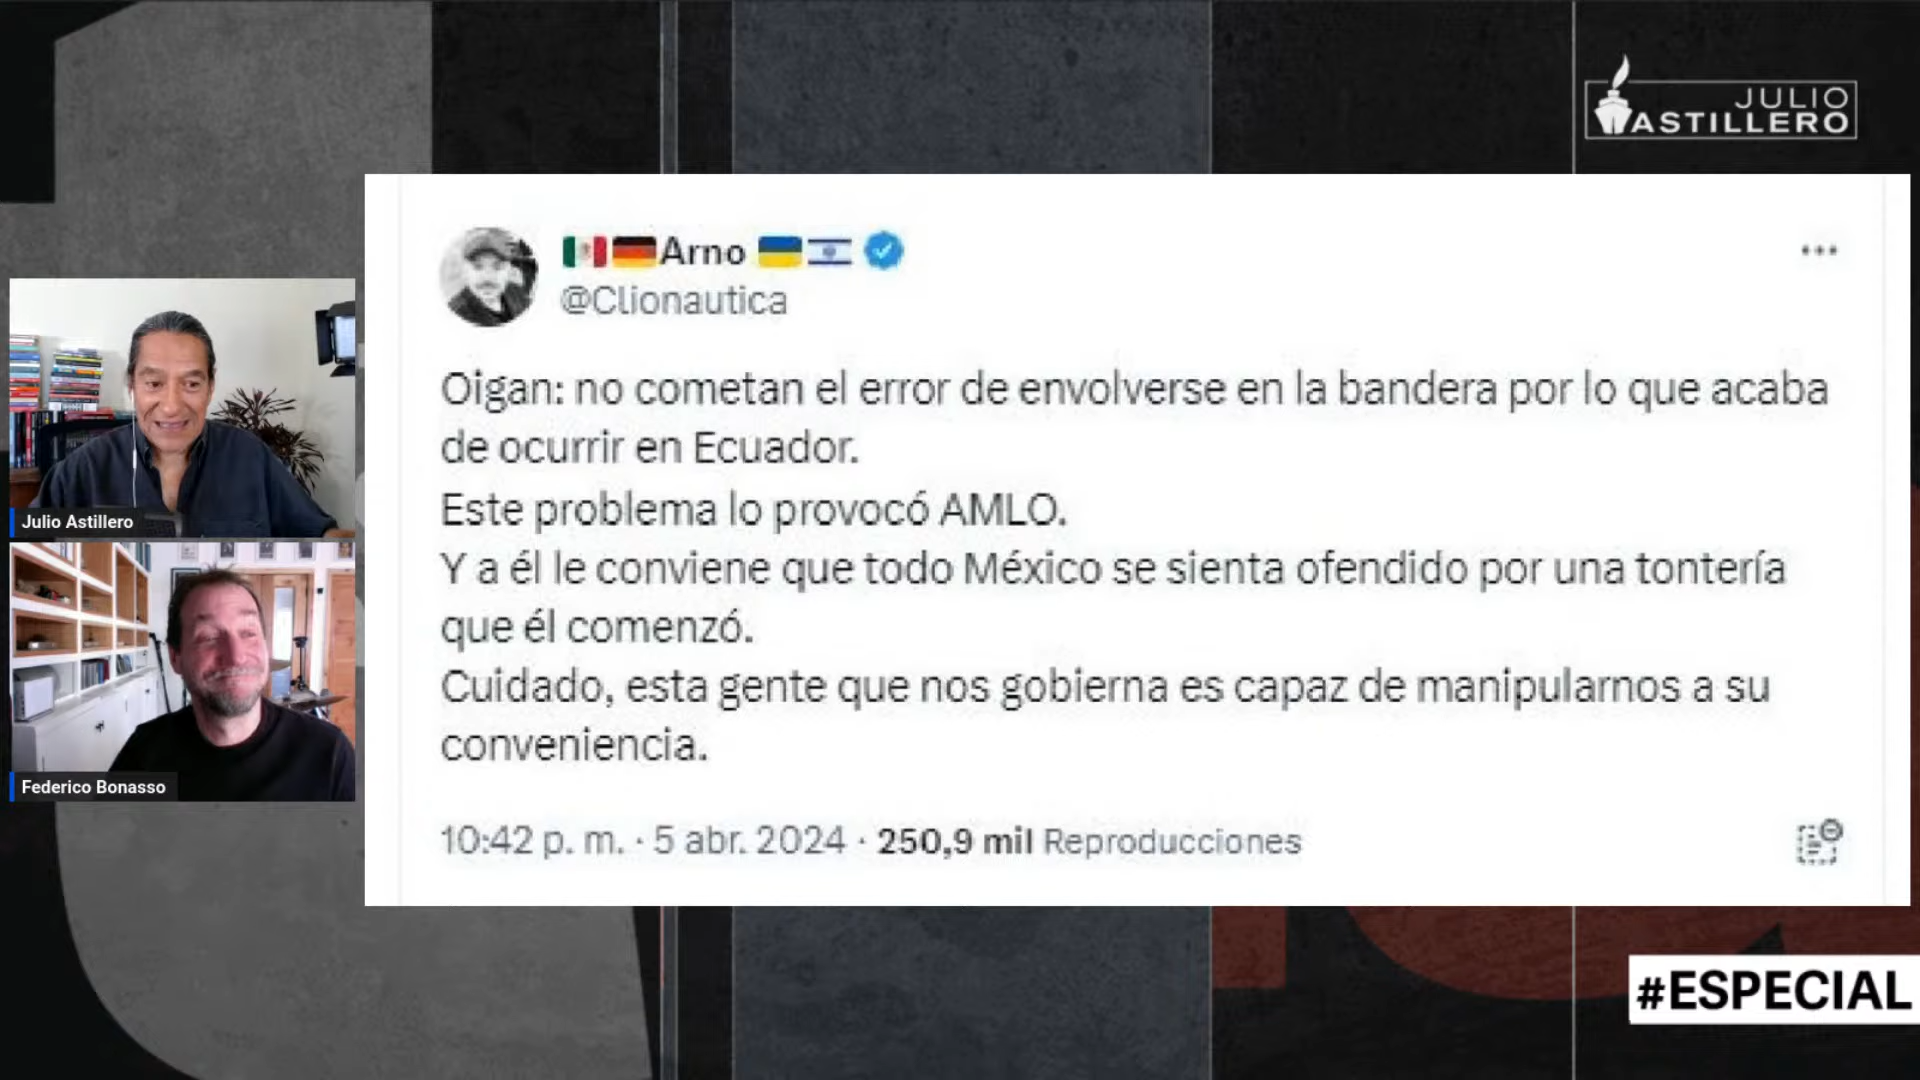 JULIO
ASTILLERO
Arno
@Clionautica
Oigan: no cometan el error de envolverse en la bandera por lo que acaba
de ocurrir en Ecuador.
Este problema lo provocó AMLO.
Y a él le conviene que todo México se sienta ofendido por una tontería
que él comenzó.
Cuidado, esta gente que nos gobierna es capaz de manipularnos a su
conveniencia.
10:42 p. m. · 5 abr. 2024 · 250,9 mil Reproducciones
Julio Astillero
Federico Bonasso
#ESPECIAL